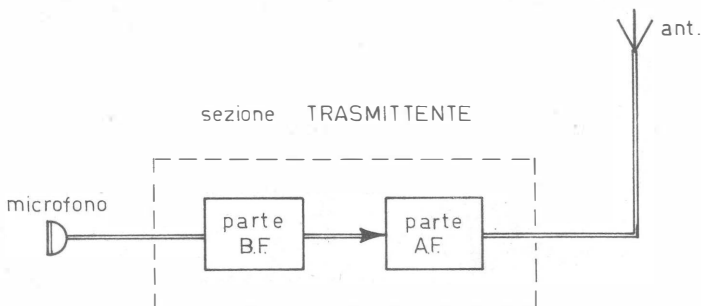 ant.
sezione TRASMITTENTE
microfono
parte
B.F.
parte
A.F.